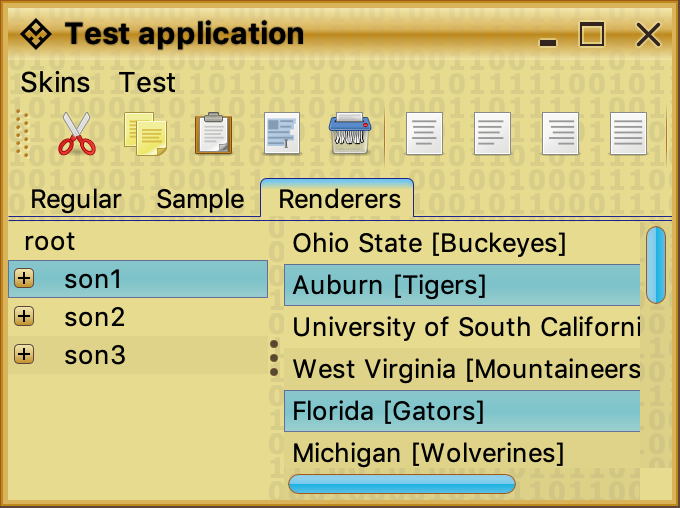 Test application
Skins Test
Regular Sample Renderers
root
son1
son2
son3
Ohio State [Buckeyes]
Auburn [Tigers]
University of South Californi
West Virginia [Mountaineers
Florida [Gators]
Michigan [Wolverines]